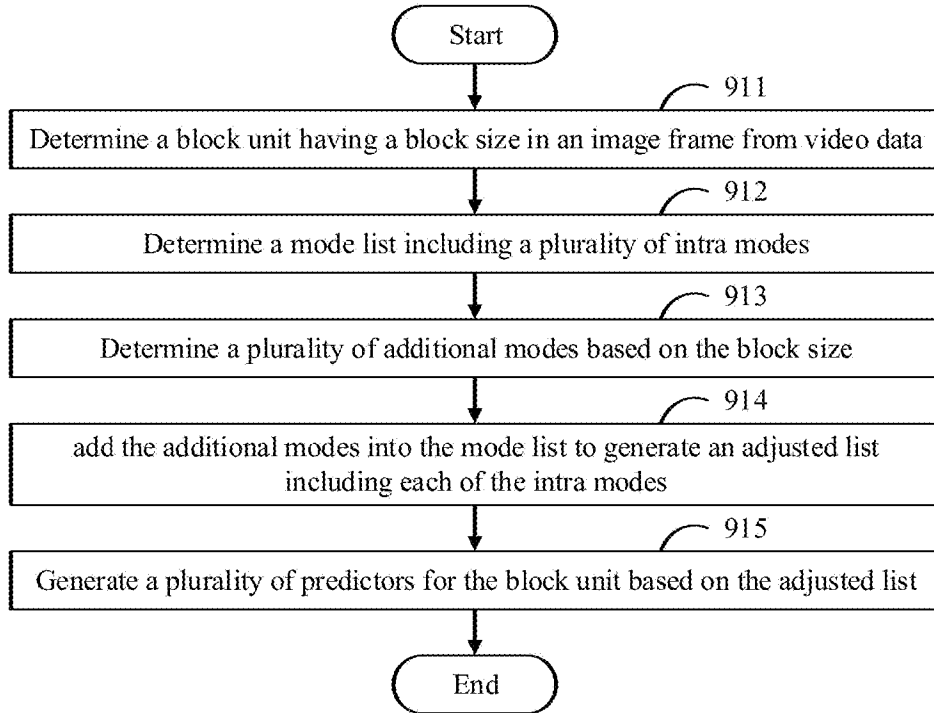 Start
911
Determine a block unit having a block size in an image frame from video data
912
Determine a mode list including a plurality of intra modes
913
Determine a plurality of additional modes based on the block size
914
add the additional modes into the mode list to generate an adjusted list
including each of the intra modes
915
Generate a plurality of predictors for the block unit based on the adjusted list
End